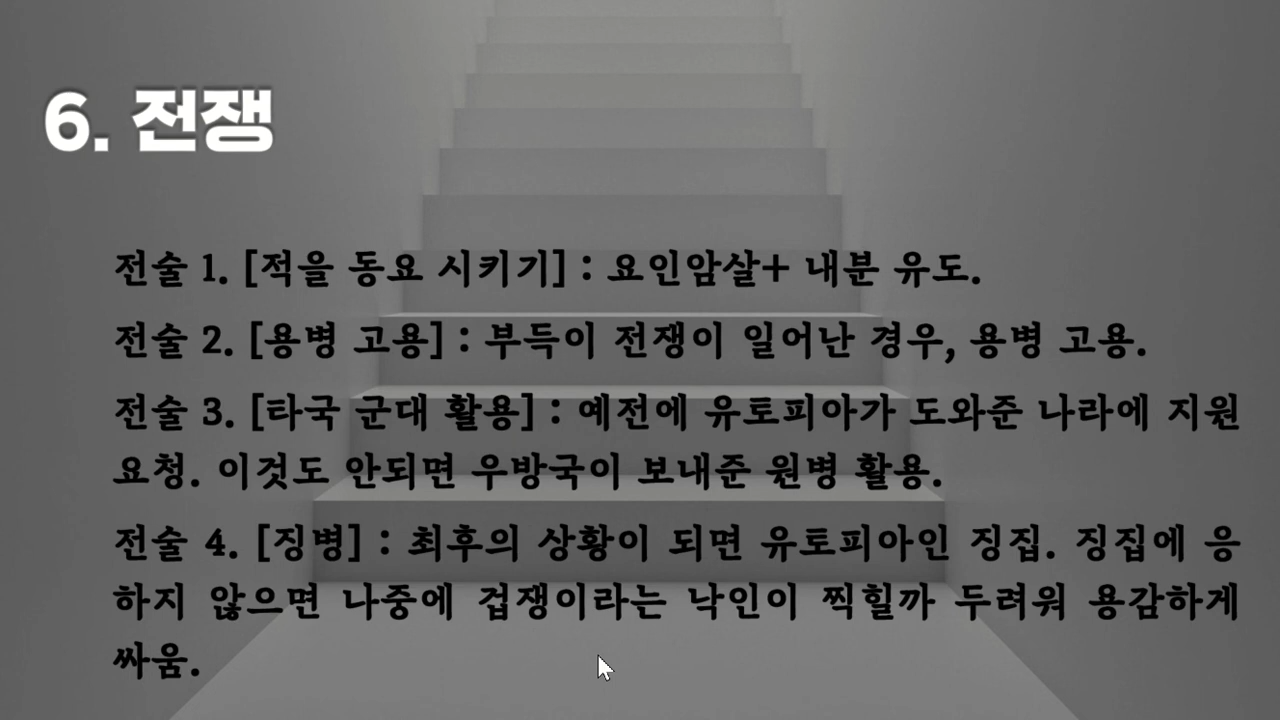 6. 전쟁
전술 1. [적을 동요 시키기] : 요인암살+ 내분 유도.
전술 2. [용병 고용] : 부득이 전쟁이 일어난 경우, 용병 고용.
전술 3. [타국 군대 활용] : 예전에 유토피아가 도와준 나라에 지원
요청. 이것도 안되면 우방국이 보내준 원병 활용.
전술 4. [징병] : 최후의 상황이 되면 유토피아인 징집. 징집에 응
하지 않으면 나중에 겁쟁이라는 낙인이 찍힐까 두려워 용감하게
싸움.